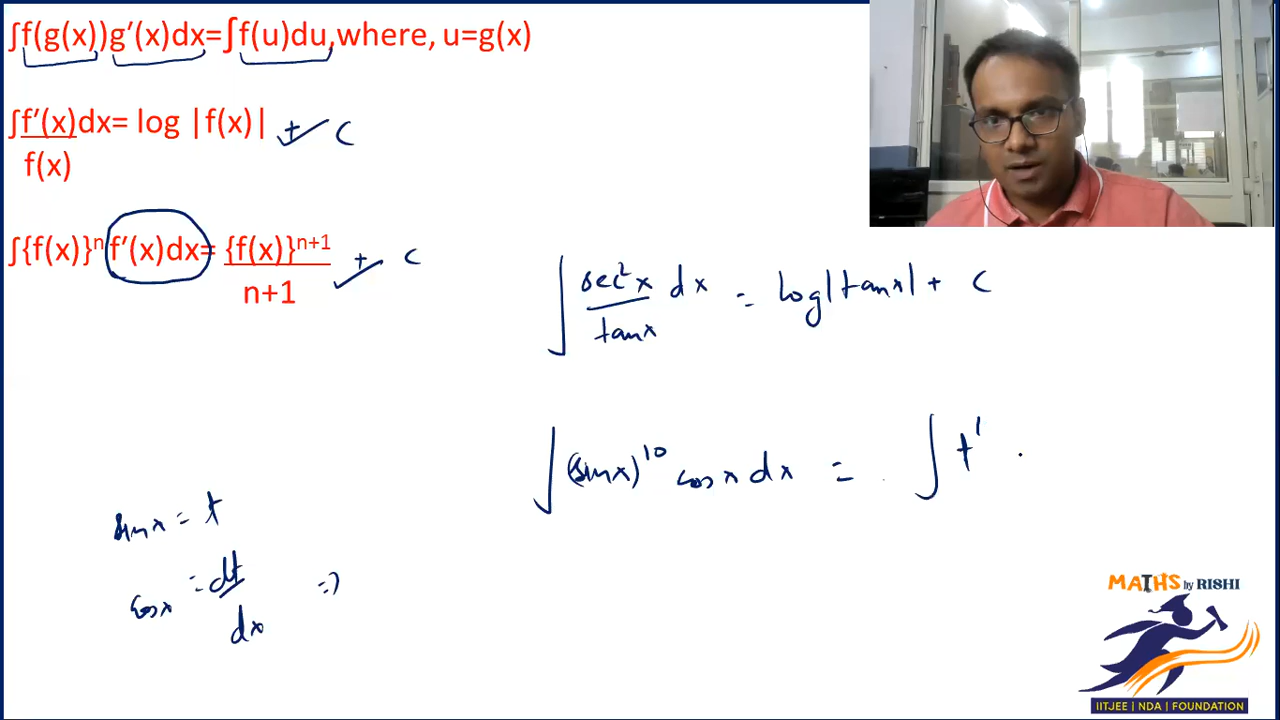 ∫f(g(x))g′(x)dx=∫f(u)du,where, u=g(x)
∫f′(x)dx= log |f(x)| + C
f(x)
∫{f(x)}ⁿ f′(x)dx= {f(x)}ⁿ⁺¹ + C
n+1
∫ sec²x dx = log|tanx| + C
tanx
∫(sinx)¹⁰ cosx dx = ∫ t¹
sinx = t
cosx = dt =>
dx
MATHS by RISHI
IITJEE | NDA | FOUNDATION